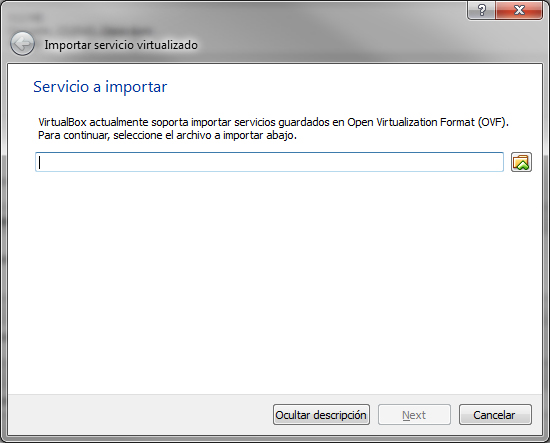 Importar servicio virtualizado
Servicio a importar
VirtualBox actualmente soporta importar servicios guardados en Open Virtualization Format (OVF).
Para continuar, seleccione el archivo a importar abajo.
Ocultar descripción
Next
Cancelar